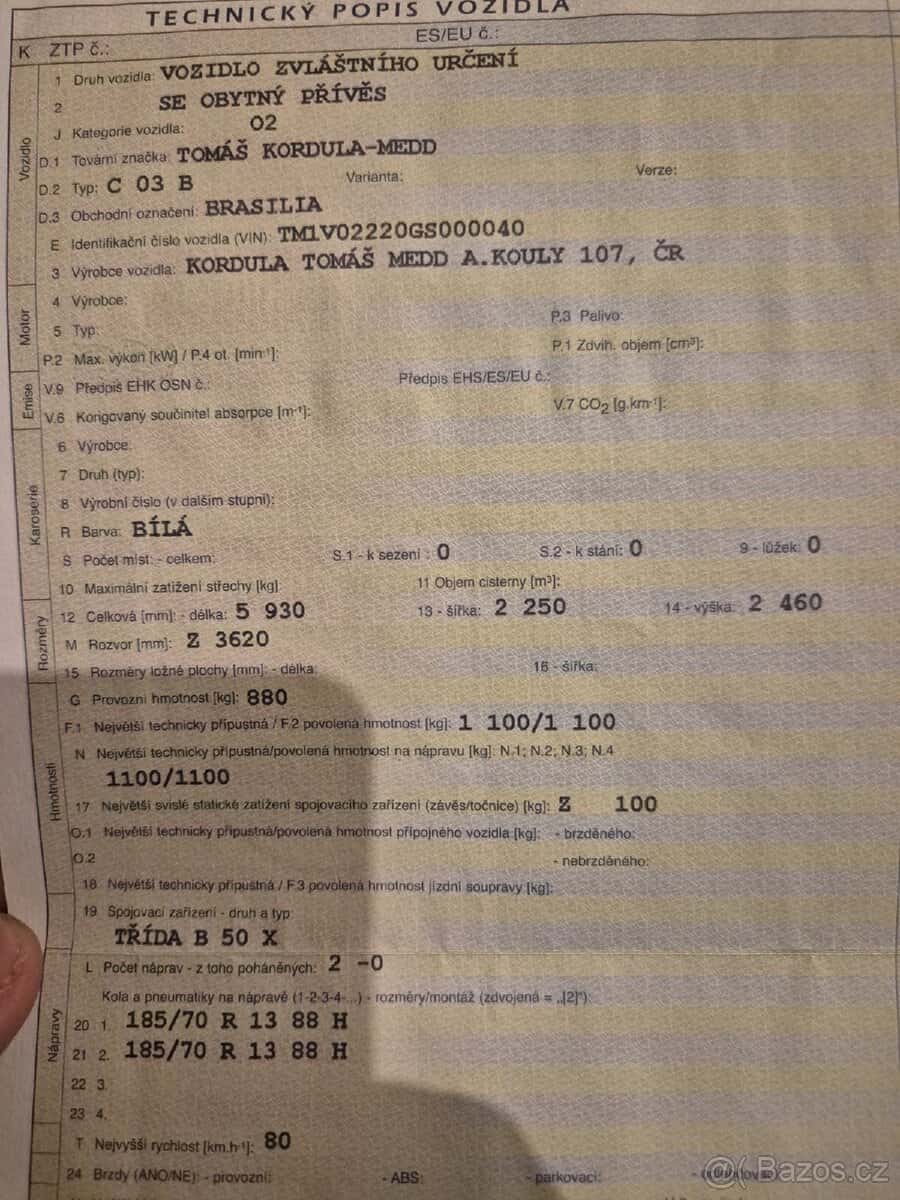 TECHNICKÝ POPIS VOZIDLA
K ZTP č.: ES/EU č.:
Vozidlo
1 Druh vozidla: VOZIDLO ZVLÁŠTNÍHO URČENÍ
2 SE OBYTNÝ PŘÍVĚS
J Kategorie vozidla: O2
D.1 Tovární značka: TOMÁŠ KORDULA-MEDD
D.2 Typ: C 03 B Varianta: Verze:
D.3 Obchodní označení: BRASILIA
E Identifikační číslo vozidla (VIN): TM1V02220GS000040
3 Výrobce vozidla: KORDULA TOMÁŠ MEDD A.KOULY 107, ČR
Motor
4 Výrobce:
5 Typ: P.3 Palivo:
P.2 Max. výkon [kW] / P.4 ot. [min-¹]: P.1 Zdvih. objem [cm³]:
Emise
V.9 Předpis EHK OSN č.: Předpis EHS/ES/EU č.:
V.6 Korigovaný součinitel absorpce [m-¹]: V.7 CO₂ [g.km-¹]:
Karoserie
6 Výrobce:
7 Druh (typ):
8 Výrobní číslo (v dalším stupni):
R Barva: BÍLÁ
S Počet míst: - celkem: S.1 - k sezení : 0 S.2 - k stání: 0 9 - lůžek: 0
10 Maximální zatížení střechy [kg]: 11 Objem cisterny [m³]:
Rozměry
12 Celková [mm]: - délka: 5 930 13 - šířka: 2 250 14 - výška: 2 460
M Rozvor [mm]: Z 3620
15 Rozměry ložné plochy [mm]: - délka: 16 - šířka:
Hmotnosti
G Provozní hmotnost [kg]: 880
F.1 Největší technicky přípustná / F.2 povolená hmotnost [kg]: 1 100/1 100
N Největší technicky přípustná/povolená hmotnost na nápravu [kg]: N.1; N.2; N.3; N.4
1100/1100
17 Největší svislé statické zatížení spojovacího zařízení (závěs/točnice) [kg]: Z 100
O.1 Největší technicky přípustná/povolená hmotnost přípojného vozidla [kg]: - brzděného:
O.2 - nebrzděného:
18 Největší technicky přípustná / F.3 povolená hmotnost jízdní soupravy [kg]:
19 Spojovací zařízení - druh a typ:
TŘÍDA B 50 X
Nápravy
L Počet náprav - z toho poháněných: 2 -0
Kola a pneumatiky na nápravě (1-2-3-4-...) - rozměry/montáž (zdvojená = „[2]"):
20 1. 185/70 R 13 88 H
21 2. 185/70 R 13 88 H
22 3.
23 4.
T Nejvyšší rychlost [km.h-¹]: 80
24 Brzdy (ANO/NE): - provozní: - ABS: - parkovací:
Bazos.cz